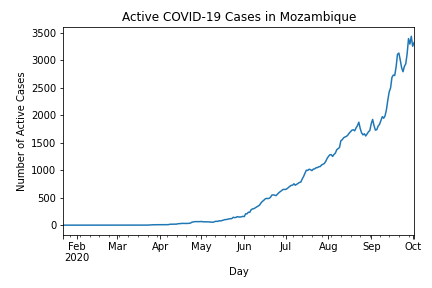 Active COVID-19 Cases in Mozambique
Number of Active Cases
3500
3000
2500
2000
1500
1000
500
0
Feb Mar Apr May Jun Jul Aug Sep Oct
2020
Day